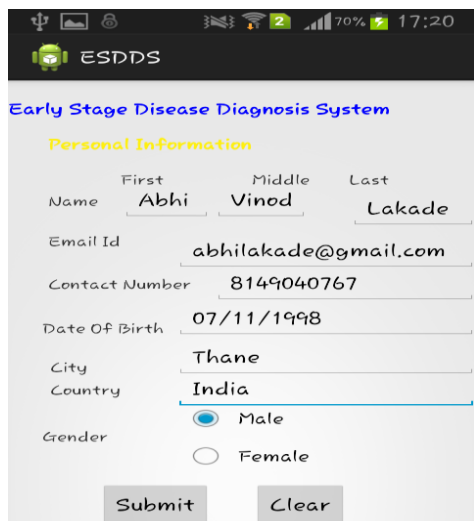 2 70% 17:20
ESDDS
Early Stage Disease Diagnosis System
Personal Information
First Middle Last
Name Abhi Vinod Lakade
Email Id abhilakade@gmail.com
Contact Number 8149040767
Date Of Birth 07/11/1998
City Thane
Country India
Gender
Male
Female
Submit Clear